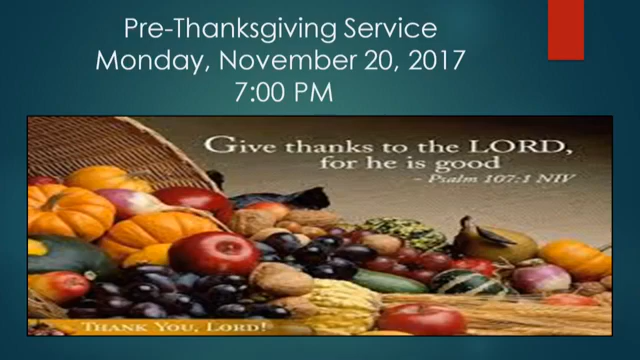 Pre-Thanksgiving Service
Monday, November 20, 2017
7:00 PM
Give thanks to the LORD,
for he is good
- Psalm 107:1 NIV
THANK YOU, LORD!